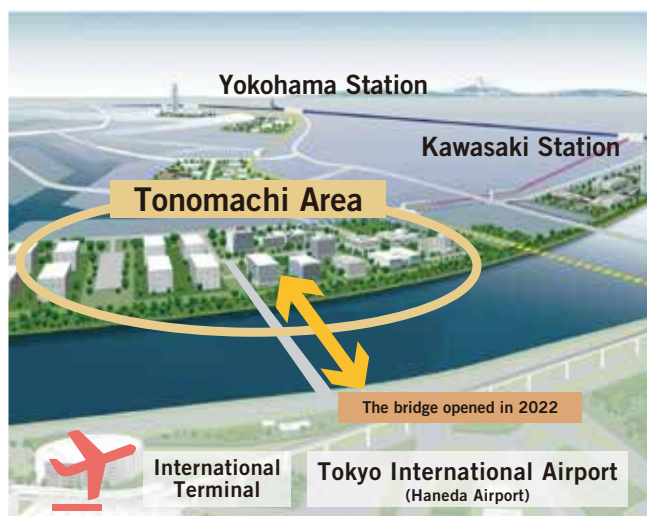 Yokohama Station
Kawasaki Station
Tonomachi Area
The bridge opened in 2022
International
Terminal
Tokyo International Airport
(Haneda Airport)